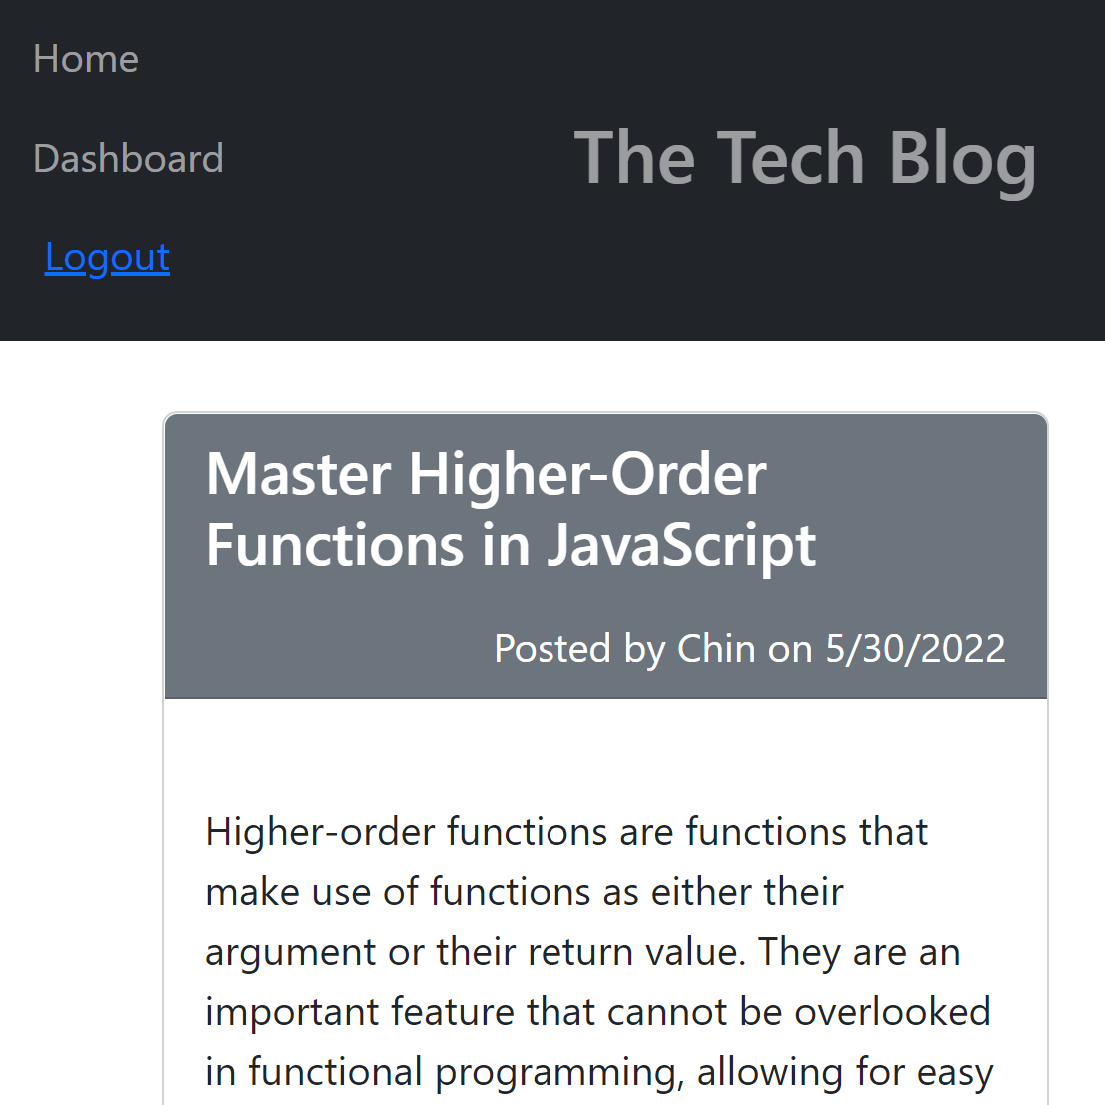 Home
Dashboard
Logout
The Tech Blog
Master Higher-Order
Functions in JavaScript
Posted by Chin on 5/30/2022
Higher-order functions are functions that
make use of functions as either their
argument or their return value. They are an
important feature that cannot be overlooked
in functional programming, allowing for easy